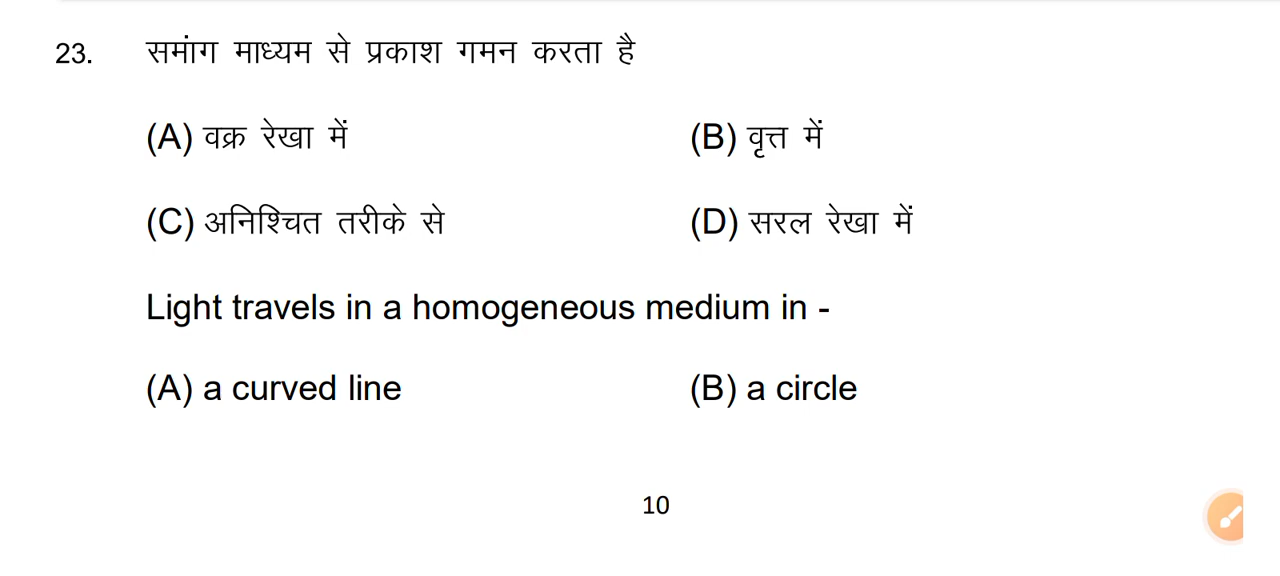 23. समांग माध्यम से प्रकाश गमन करता है
(A) वक्र रेखा में (B) वृत्त में
(C) अनिश्चित तरीके से (D) सरल रेखा में
Light travels in a homogeneous medium in -
(A) a curved line (B) a circle
10